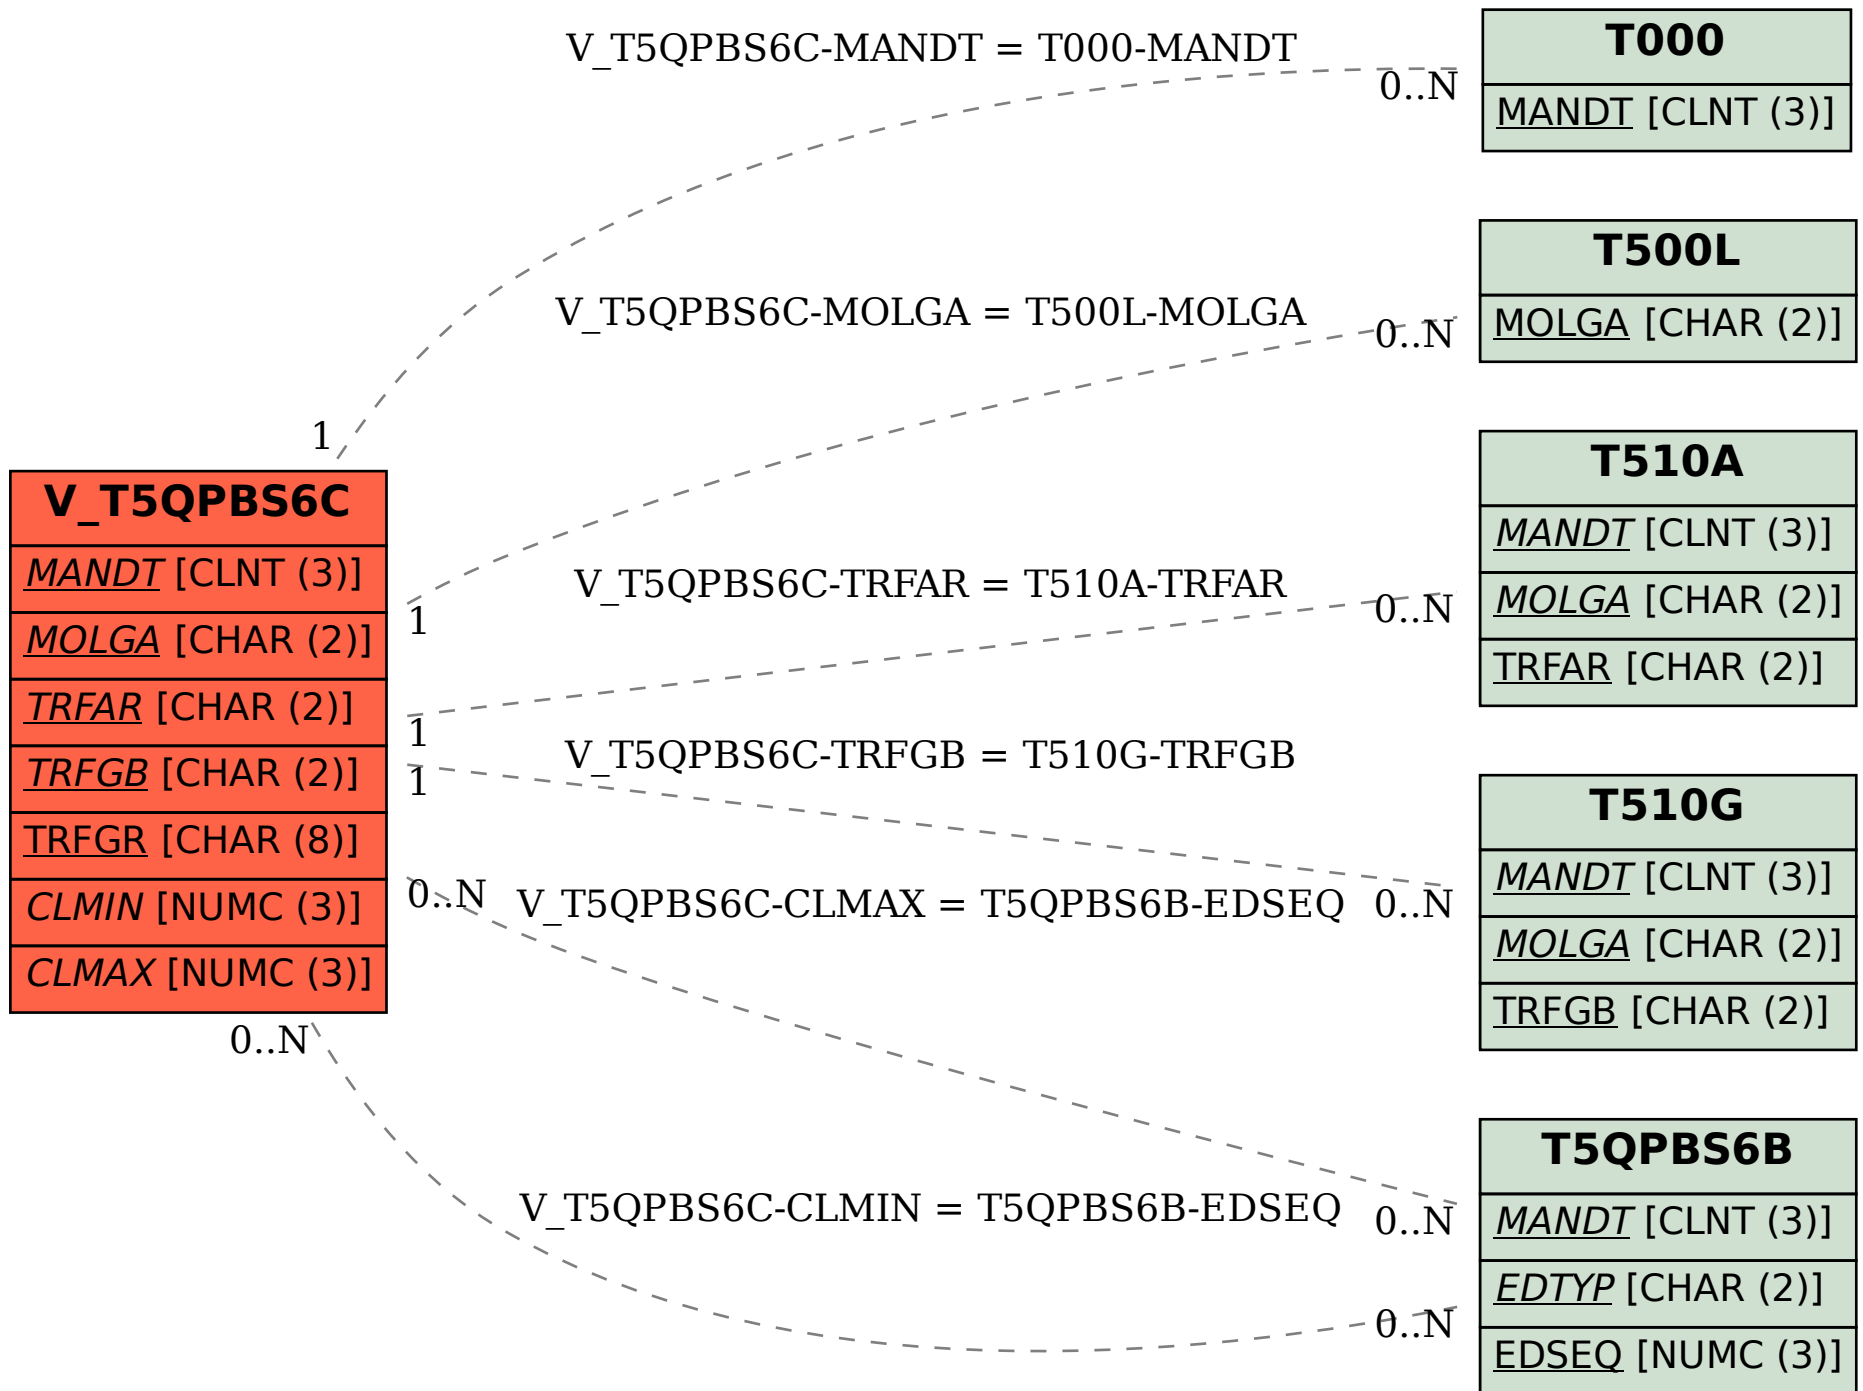 V_T5QPBS6C-MANDT = T000-MANDT
0..N
1
T000
MANDT [CLNT (3)]
V_T5QPBS6C-MOLGA = T500L-MOLGA
0..N
1
T500L
MOLGA [CHAR (2)]
V_T5QPBS6C
MANDT [CLNT (3)]
MOLGA [CHAR (2)]
TRFAR [CHAR (2)]
TRFGB [CHAR (2)]
TRFGR [CHAR (8)]
CLMIN [NUMC (3)]
CLMAX [NUMC (3)]
V_T5QPBS6C-TRFAR = T510A-TRFAR
0..N
1
T510A
MANDT [CLNT (3)]
MOLGA [CHAR (2)]
TRFAR [CHAR (2)]
V_T5QPBS6C-TRFGB = T510G-TRFGB
1
0..N
T510G
MANDT [CLNT (3)]
MOLGA [CHAR (2)]
TRFGB [CHAR (2)]
0..N
V_T5QPBS6C-CLMAX = T5QPBS6B-EDSEQ
0..N
0..N
V_T5QPBS6C-CLMIN = T5QPBS6B-EDSEQ
0..N
T5QPBS6B
MANDT [CLNT (3)]
EDTYP [CHAR (2)]
EDSEQ [NUMC (3)]